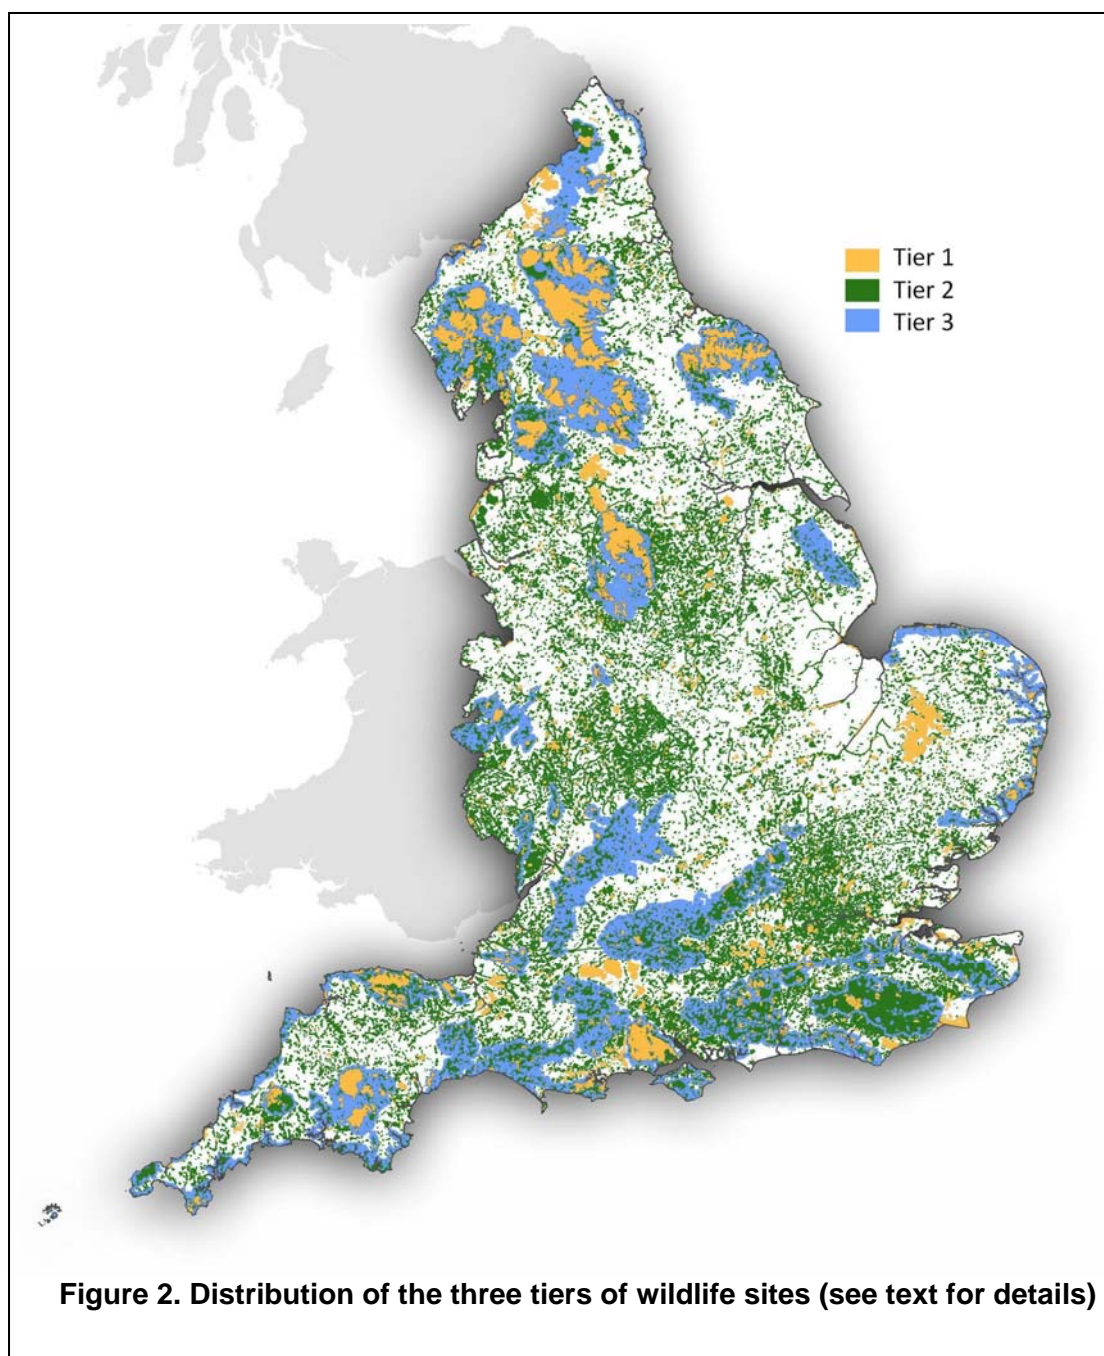 Tier 1
Tier 2
Tier 3
Figure 2. Distribution of the three tiers of wildlife sites (see text for details)